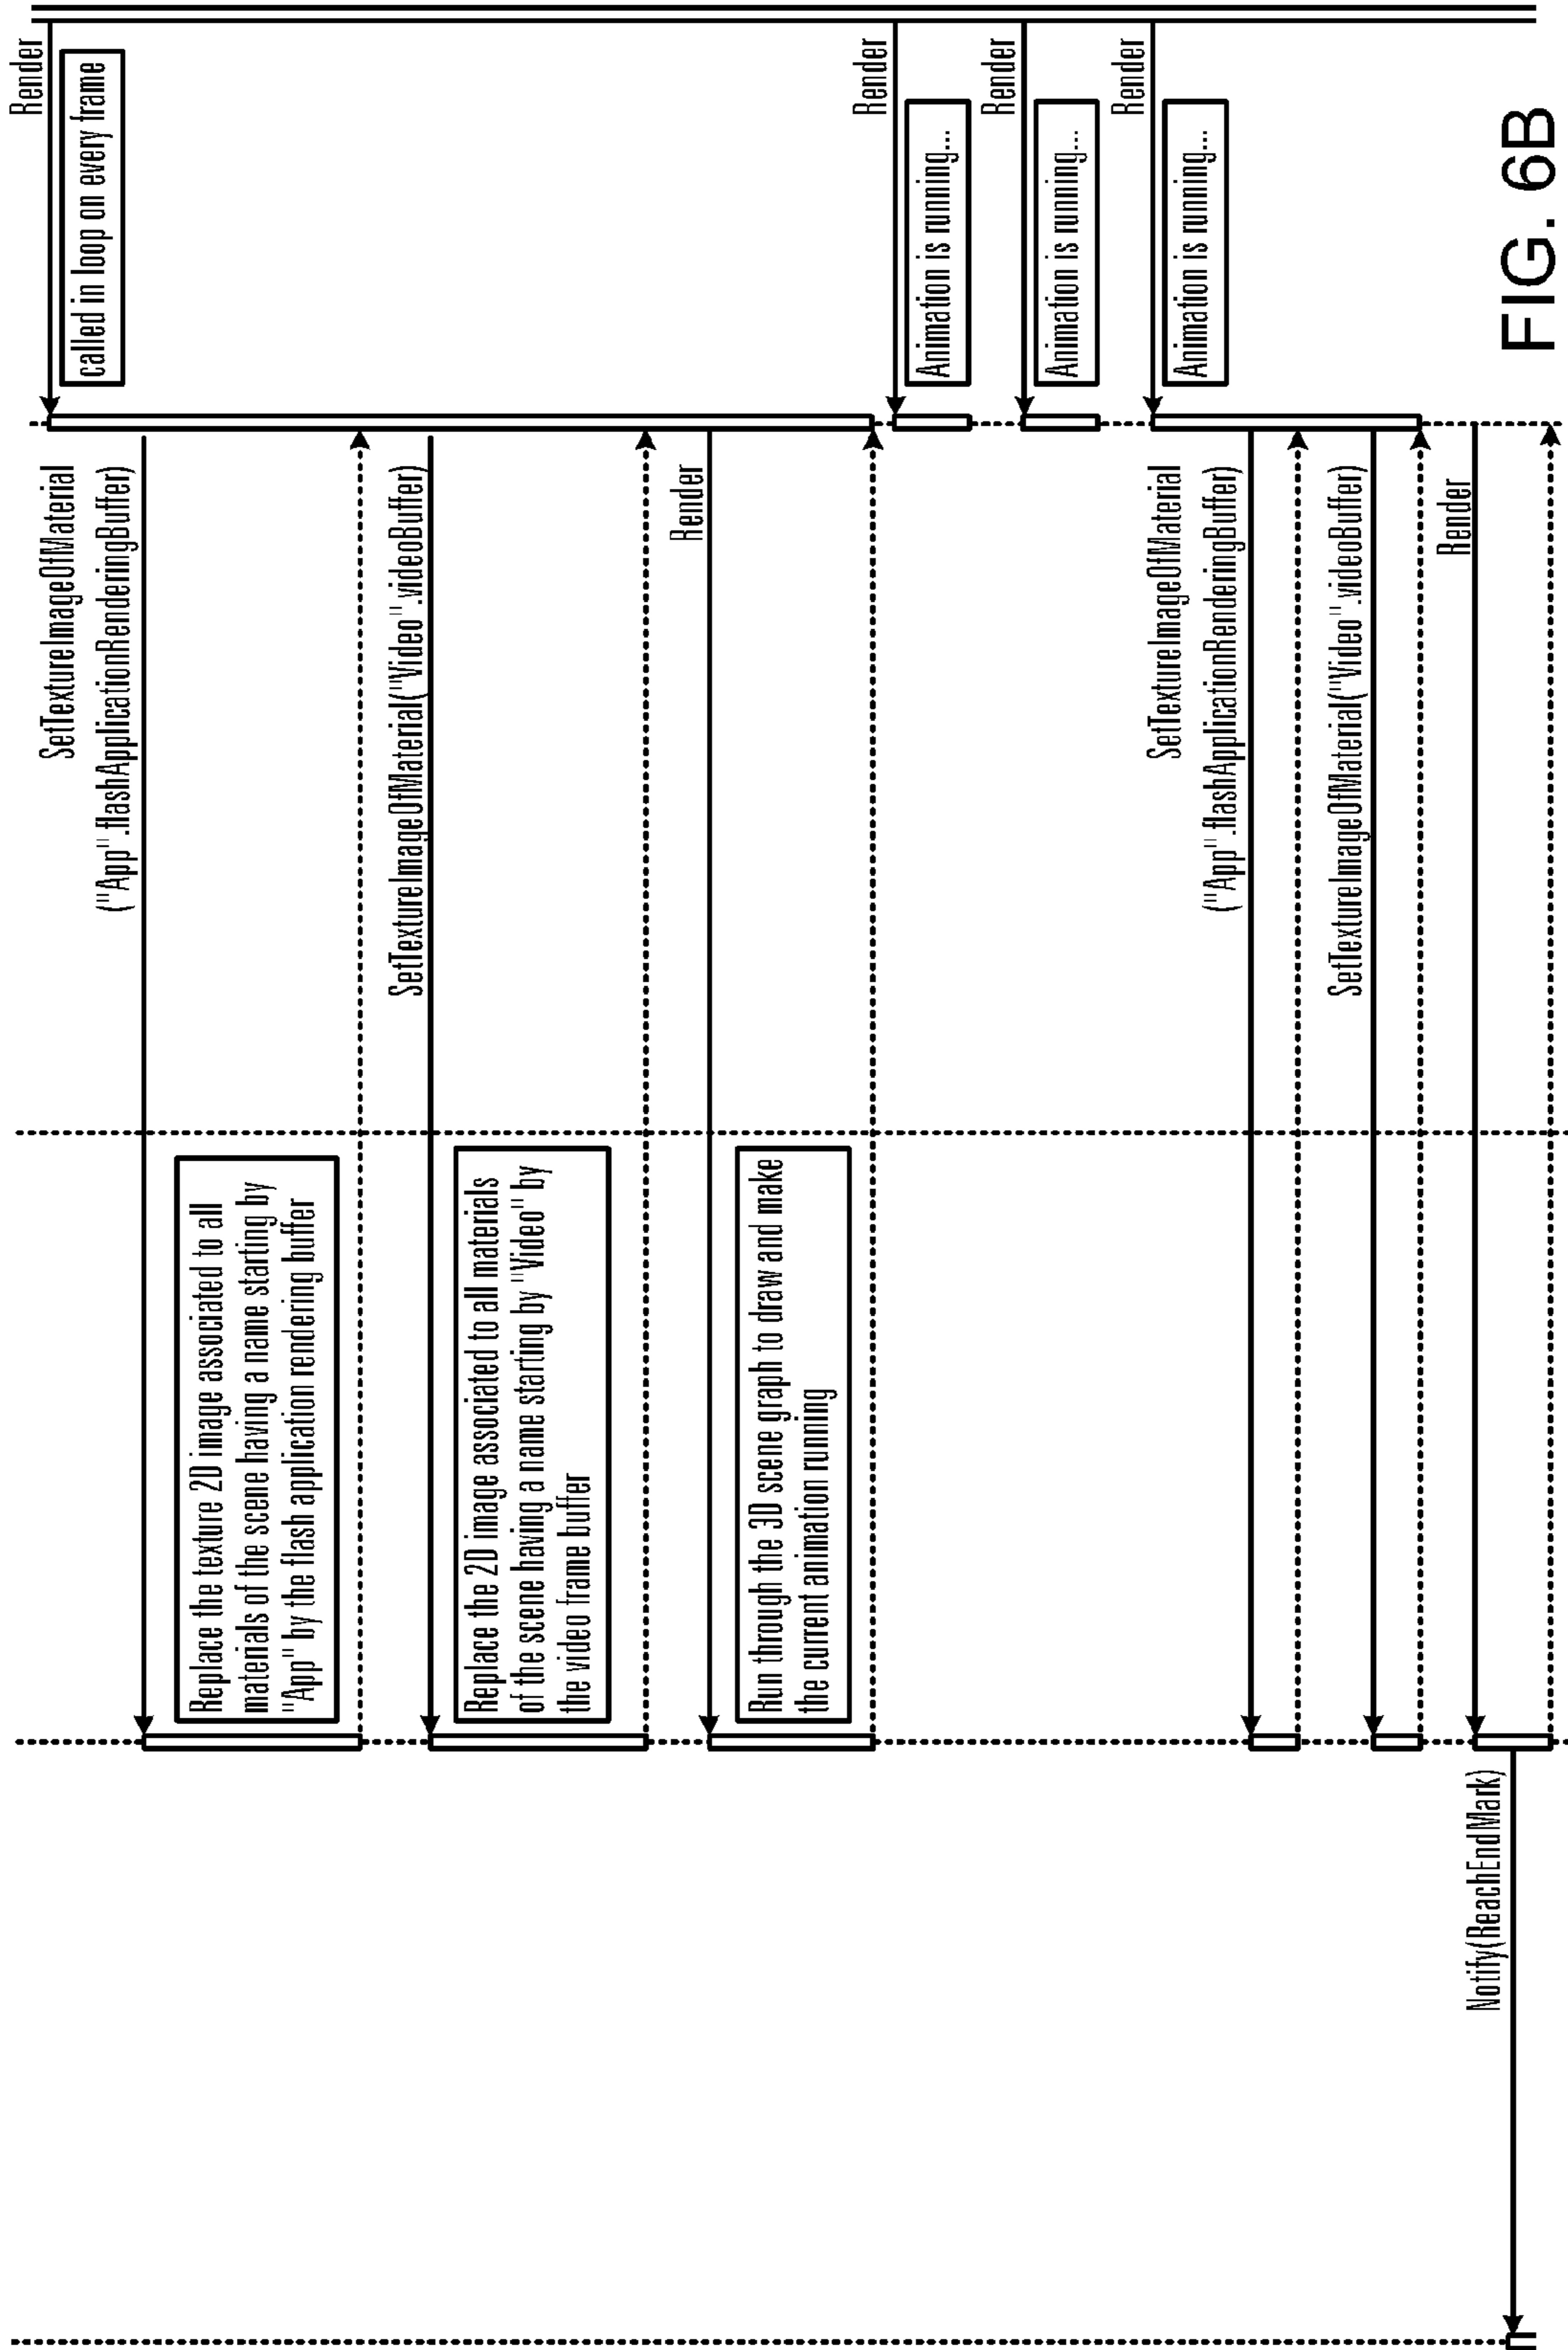 Render
called in loop on every frame
SetTextureImageOfMaterial
("App".flashApplicationRenderingBuffer)
Replace the texture 2D image associated to all
materials of the scene having a name starting by
"App" by the flash application rendering buffer
SetTextureImageOfMaterial("Video".videoBuffer)
Replace the 2D image associated to all materials
of the scene having a name starting by "Video" by
the video frame buffer
Render
Run through the 3D scene graph to draw and make
the current animation running
Render
Animation is running...
Render
Animation is running...
Render
Animation is running...
SetTextureImageOfMaterial
("App".flashApplicationRenderingBuffer)
SetTextureImageOfMaterial("Video".videoBuffer)
Render
Notify(ReachEndMark)
FIG. 6B